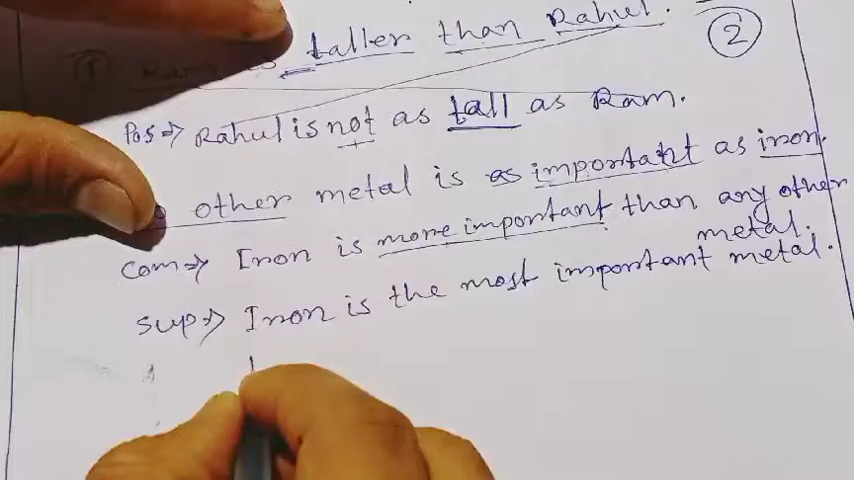 taller than Rahul.
2
Pos⇒ Rahul is not as tall as Ram.
other metal is as important as iron.
Com⇒ Iron is more important than any other
metal.
Sup⇒ Iron is the most important metal.